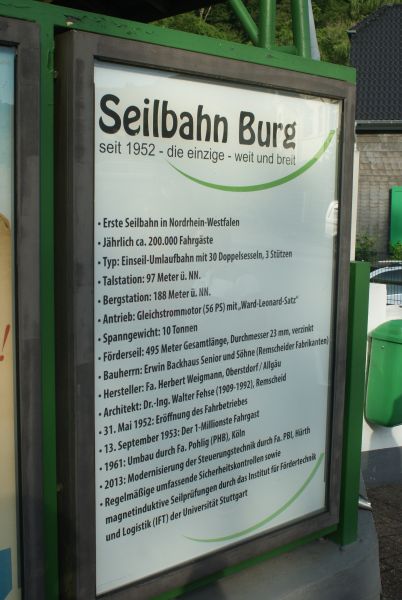 Seilbahn Burg
seit 1952 - die einzige - weit und breit
• Erste Seilbahn in Nordrhein-Westfalen
• Jährlich ca. 200.000 Fahrgäste
• Typ: Einseil-Umlaufbahn mit 30 Doppelsesseln, 3 Stützen
• Talstation: 97 Meter ü. NN.
• Bergstation: 188 Meter ü. NN.
• Antrieb: Gleichstrommotor (56 PS) mit „Ward-Leonard-Satz“
• Spanngewicht: 10 Tonnen
• Förderseil: 495 Meter Gesamtlänge, Durchmesser 23 mm, verzinkt
• Bauherrn: Erwin Backhaus Senior und Söhne (Remscheider Fabrikanten)
• Hersteller: Fa. Herbert Weigmann, Oberstdorf / Allgäu
• Architekt: Dr.-Ing. Walter Fehse (1909-1992), Remscheid
• 31. Mai 1952: Eröffnung des Fahrbetriebes
• 13. September 1953: Der 1-Millionste Fahrgast
• 1961: Umbau durch Fa. Pohlig (PHB), Köln
• 2013: Modernisierung der Steuerungstechnik durch Fa. PBI, Hürth
• Regelmäßige umfassende Sicherheitskontrollen sowie
magnetinduktive Seilprüfungen durch das Institut für Fördertechnik
und Logistik (IFT) der Universität Stuttgart
!